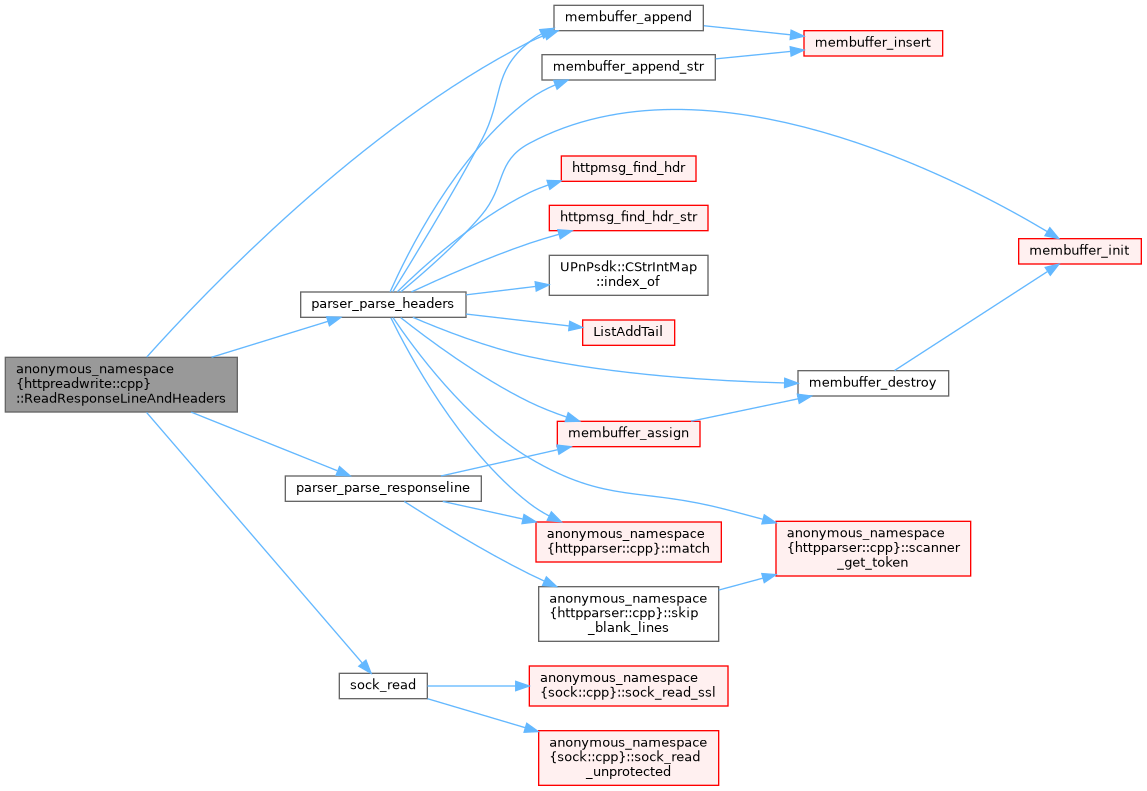 membuffer_append
membuffer_insert
membuffer_append_str
httpmsg_find_hdr
httpmsg_find_hdr_str
membuffer_init
UPnPsdk::CStrIntMap
::index_of
parser_parse_headers
ListAddTail
anonymous_namespace
{httpreadwrite::cpp}
::ReadResponseLineAndHeaders
membuffer_destroy
membuffer_assign
parser_parse_responseline
anonymous_namespace
{httpparser::cpp}::match
anonymous_namespace
{httpparser::cpp}::scanner
_get_token
anonymous_namespace
{httpparser::cpp}::skip
_blank_lines
sock_read
anonymous_namespace
{sock::cpp}::sock_read_ssl
anonymous_namespace
{sock::cpp}::sock_read
_unprotected